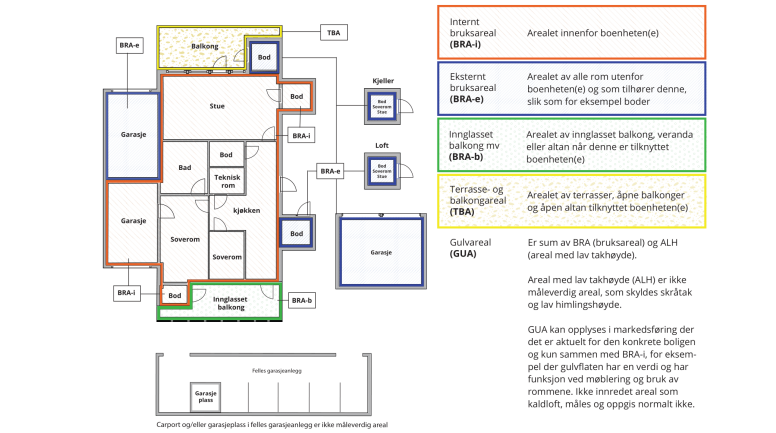 BRA-e
TBA
Balkong
Bod
Stue
Bod
Garasje
BRA-i
Bad
Bod
Teknisk
rom
Garasje
kjøkken
Soverom
Soverom
Bod
BRA-e
BRA-i
Bod
Innglasset
balkong
BRA-b
Kjeller
Bod
Soverom
Stue
Loft
Bod
Soverom
Stue
Garasje
Felles garasjeanlegg
Garasje
plass
Carport og/eller garasjeplass i felles garasjeanlegg er ikke måleverdig areal
Internt
bruksareal
(BRA-i)
Arealet innenfor boenheten(e)
Eksternt
bruksareal
(BRA-e)
Arealet av alle rom utenfor
boenheten(e) og som tilhører denne,
slik som for eksempel boder
Innglasset
balkong mv
(BRA-b)
Arealet av innglasset balkong, veranda
eller altan når denne er tilknyttet
boenheten(e)
Terrasse- og
balkongareal
(TBA)
Arealet av terrasser, åpne balkonger
og åpen altan tilknyttet boenheten(e)
Gulvareal
(GUA)
Er sum av BRA (bruksareal) og ALH
(areal med lav takhøyde).
Areal med lav takhøyde (ALH) er ikke
måleverdig areal, som skyldes skråtak
og lav himlingshøyde.
GUA kan opplyses i markedsføring der
det er aktuelt for den konkrete boligen
og kun sammen med BRA-i, for eksem-
pel der gulvflaten har en verdi og har
funksjon ved møblering og bruk av
rommene. Ikke innredet areal som
kaldloft, måles og oppgis normalt ikke.